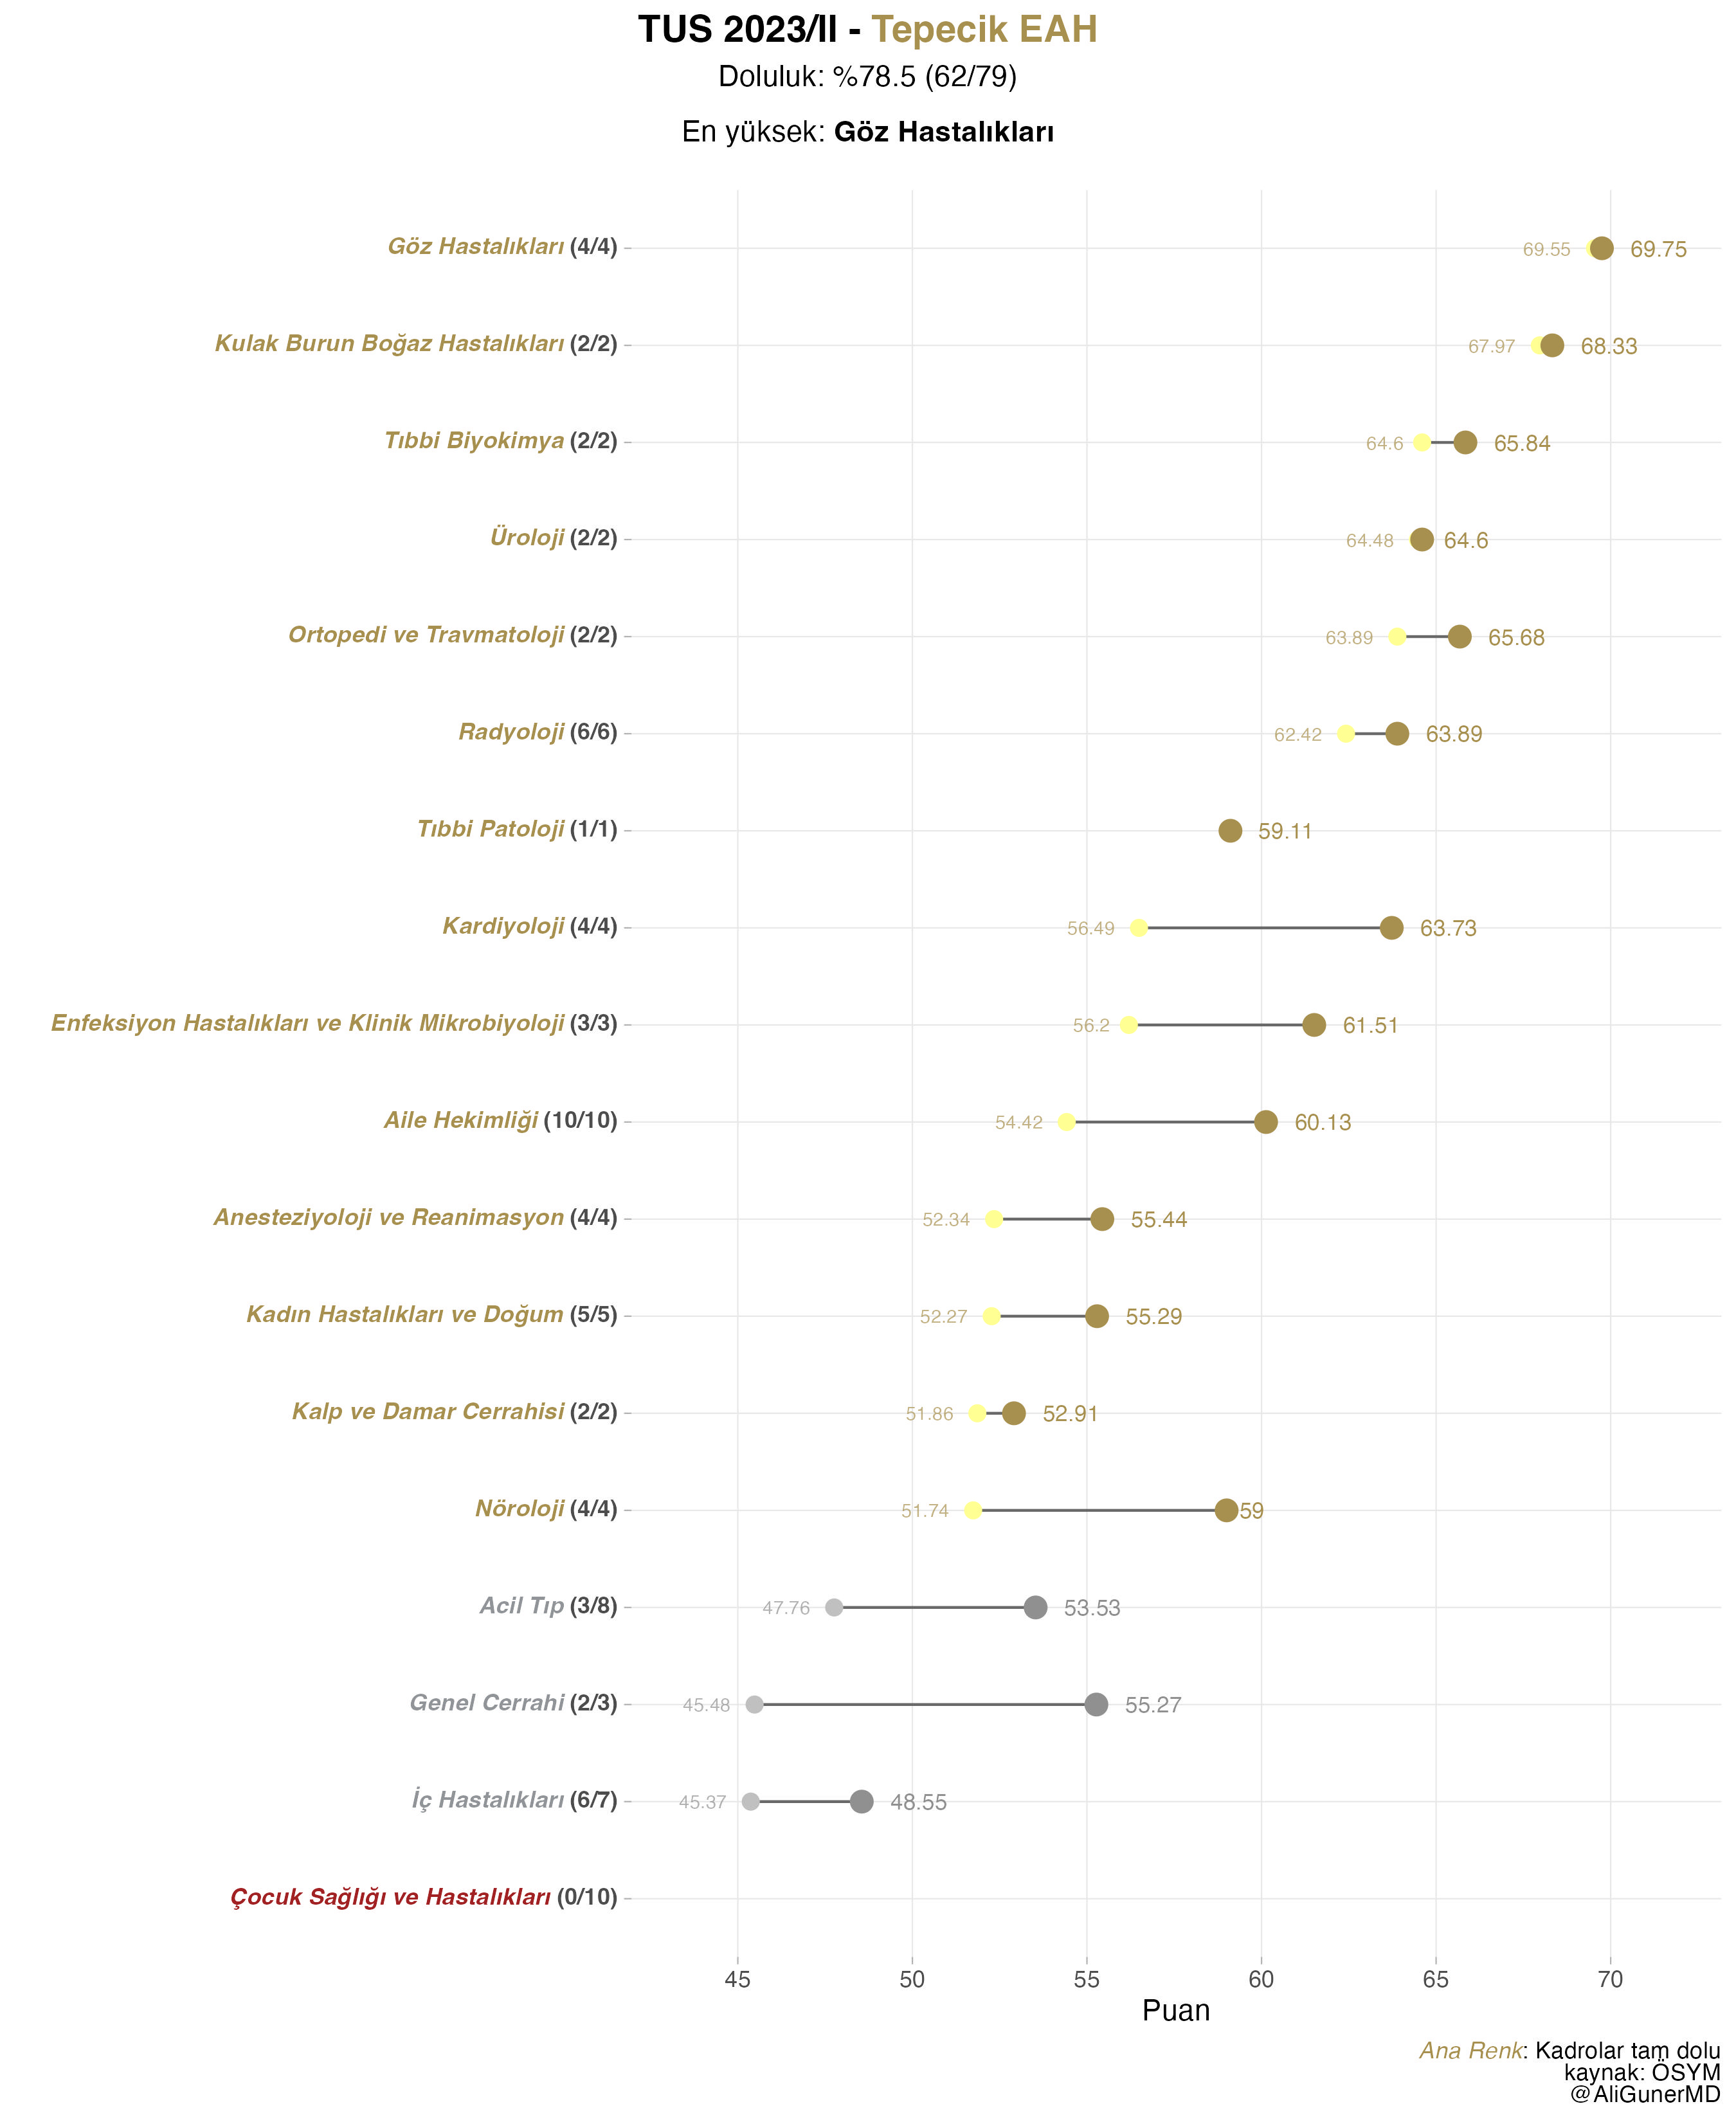 TUS 2023/II - Tepecik EAH
Doluluk: %78.5 (62/79)
En yüksek: Göz Hastalıkları
Göz Hastalıkları (4/4) 69.55 69.75
Kulak Burun Boğaz Hastalıkları (2/2) 67.97 68.33
Tıbbi Biyokimya (2/2) 64.6 65.84
Üroloji (2/2) 64.48 64.6
Ortopedi ve Travmatoloji (2/2) 63.89 65.68
Radyoloji (6/6) 62.42 63.89
Tıbbi Patoloji (1/1) 59.11
Kardiyoloji (4/4) 56.49 63.73
Enfeksiyon Hastalıkları ve Klinik Mikrobiyoloji (3/3) 56.2 61.51
Aile Hekimliği (10/10) 54.42 60.13
Anesteziyoloji ve Reanimasyon (4/4) 52.34 55.44
Kadın Hastalıkları ve Doğum (5/5) 52.27 55.29
Kalp ve Damar Cerrahisi (2/2) 51.86 52.91
Nöroloji (4/4) 51.74 59
Acil Tıp (3/8) 47.76 53.53
Genel Cerrahi (2/3) 45.48 55.27
İç Hastalıkları (6/7) 45.37 48.55
Çocuk Sağlığı ve Hastalıkları (0/10)
45 50 55 60 65 70
Puan
Ana Renk: Kadrolar tam dolu
kaynak: ÖSYM
@AliGunerMD